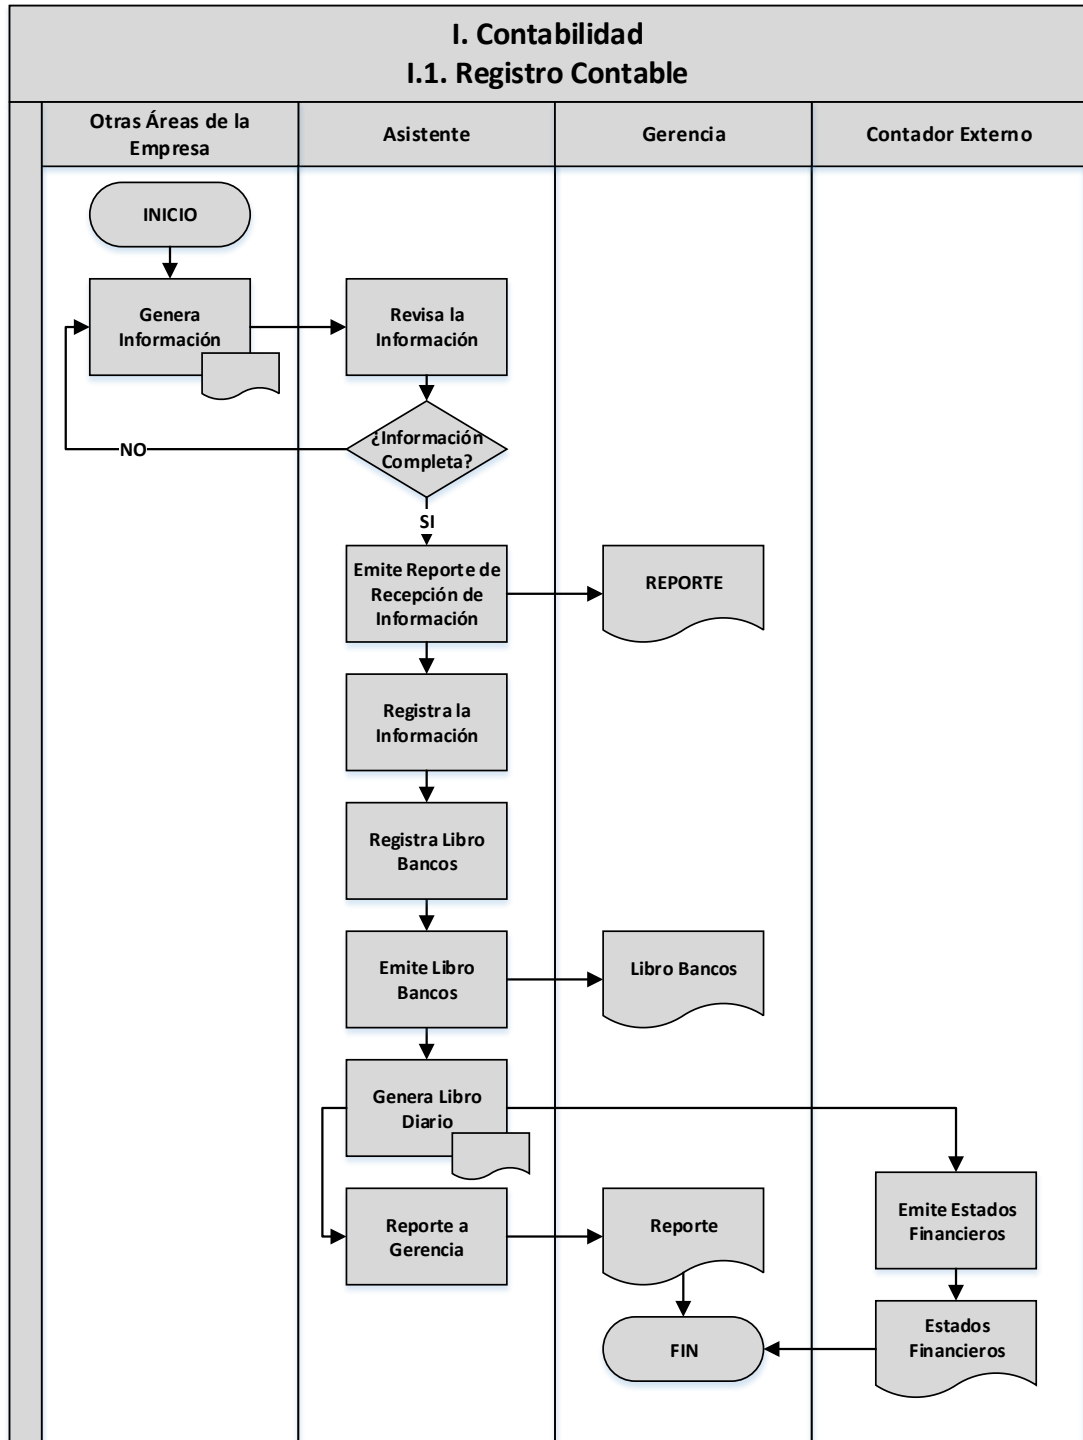 I. Contabilidad
I.1. Registro Contable
Otras Áreas de la
Empresa
Asistente
Gerencia
Contador Externo
INICIO
Genera
Información
Revisa la
Información
¿Información
Completa?
NO
SI
Emite Reporte de
Recepción de
Información
REPORTE
Registra la
Información
Registra Libro
Bancos
Emite Libro
Bancos
Libro Bancos
Genera Libro
Diario
Reporte a
Gerencia
Reporte
Emite Estados
Financieros
Estados
Financieros
FIN